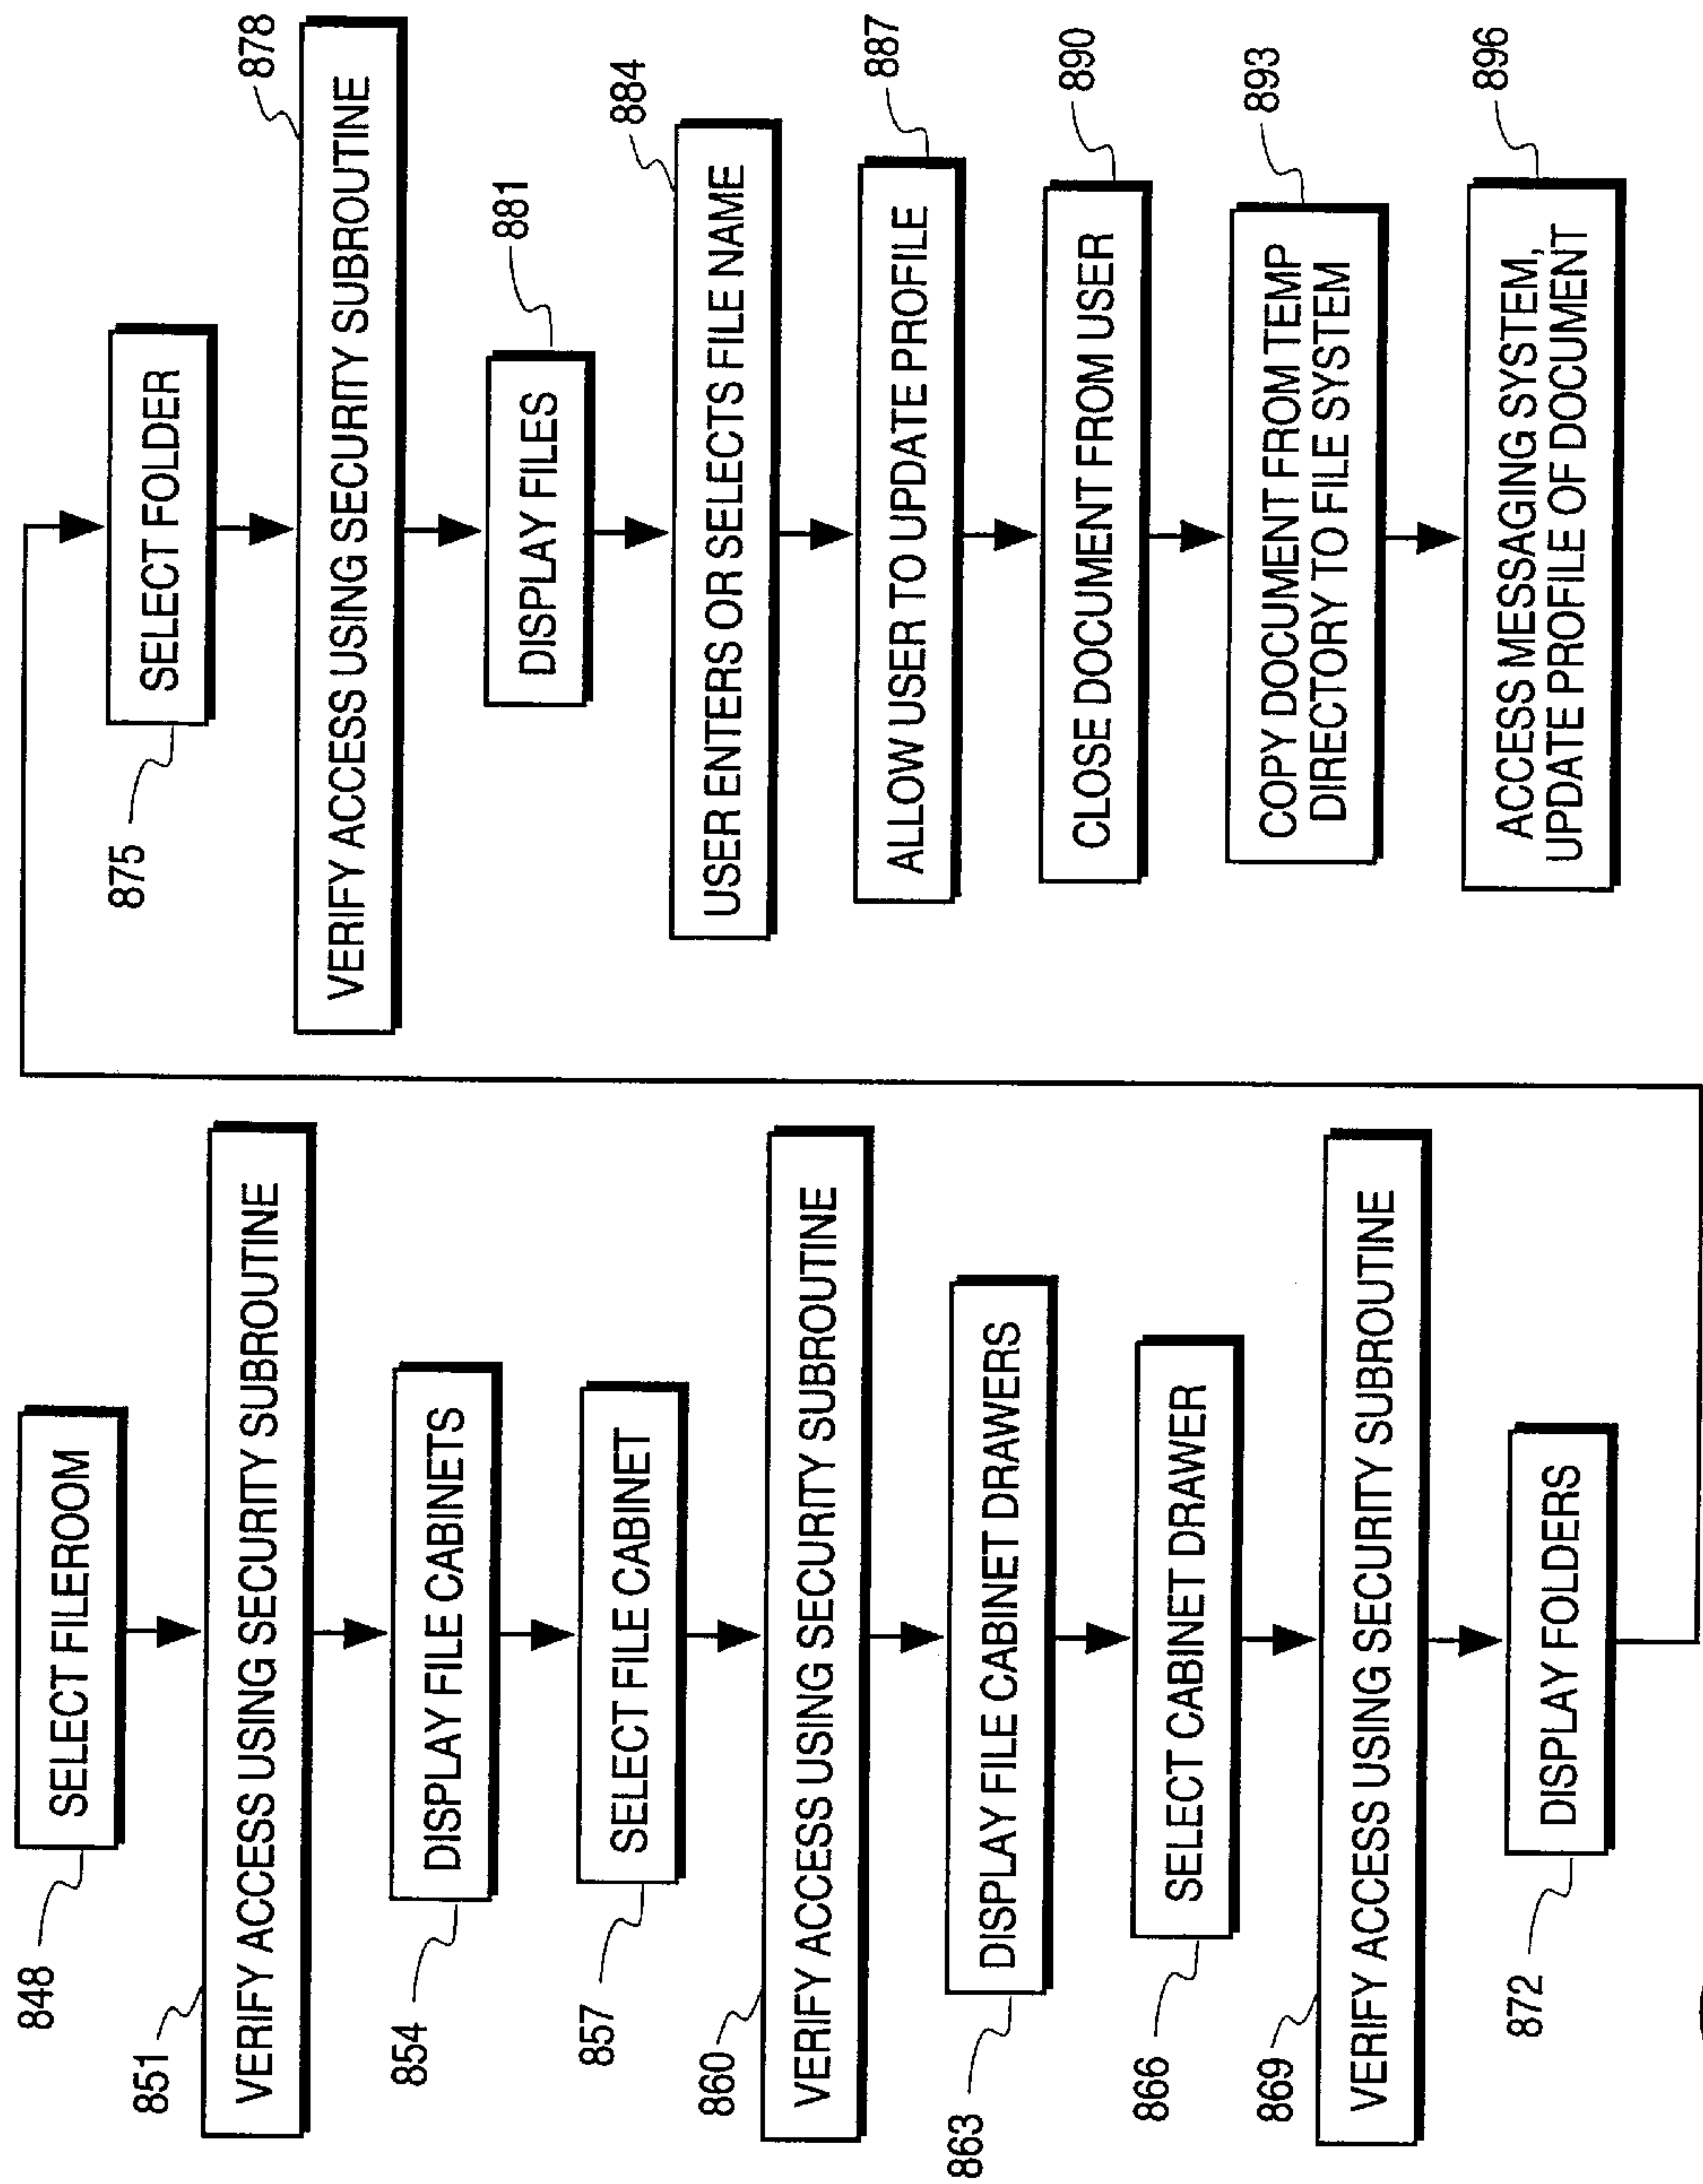 848
SELECT FILEROOM
851
VERIFY ACCESS USING SECURITY SUBROUTINE
854
DISPLAY FILE CABINETS
857
SELECT FILE CABINET
860
VERIFY ACCESS USING SECURITY SUBROUTINE
863
DISPLAY FILE CABINET DRAWERS
866
SELECT CABINET DRAWER
869
VERIFY ACCESS USING SECURITY SUBROUTINE
872
DISPLAY FOLDERS
875
SELECT FOLDER
878
VERIFY ACCESS USING SECURITY SUBROUTINE
881
DISPLAY FILES
884
USER ENTERS OR SELECTS FILE NAME
887
ALLOW USER TO UPDATE PROFILE
890
CLOSE DOCUMENT FROM USER
893
COPY DOCUMENT FROM TEMP
DIRECTORY TO FILE SYSTEM
896
ACCESS MESSAGING SYSTEM,
UPDATE PROFILE OF DOCUMENT